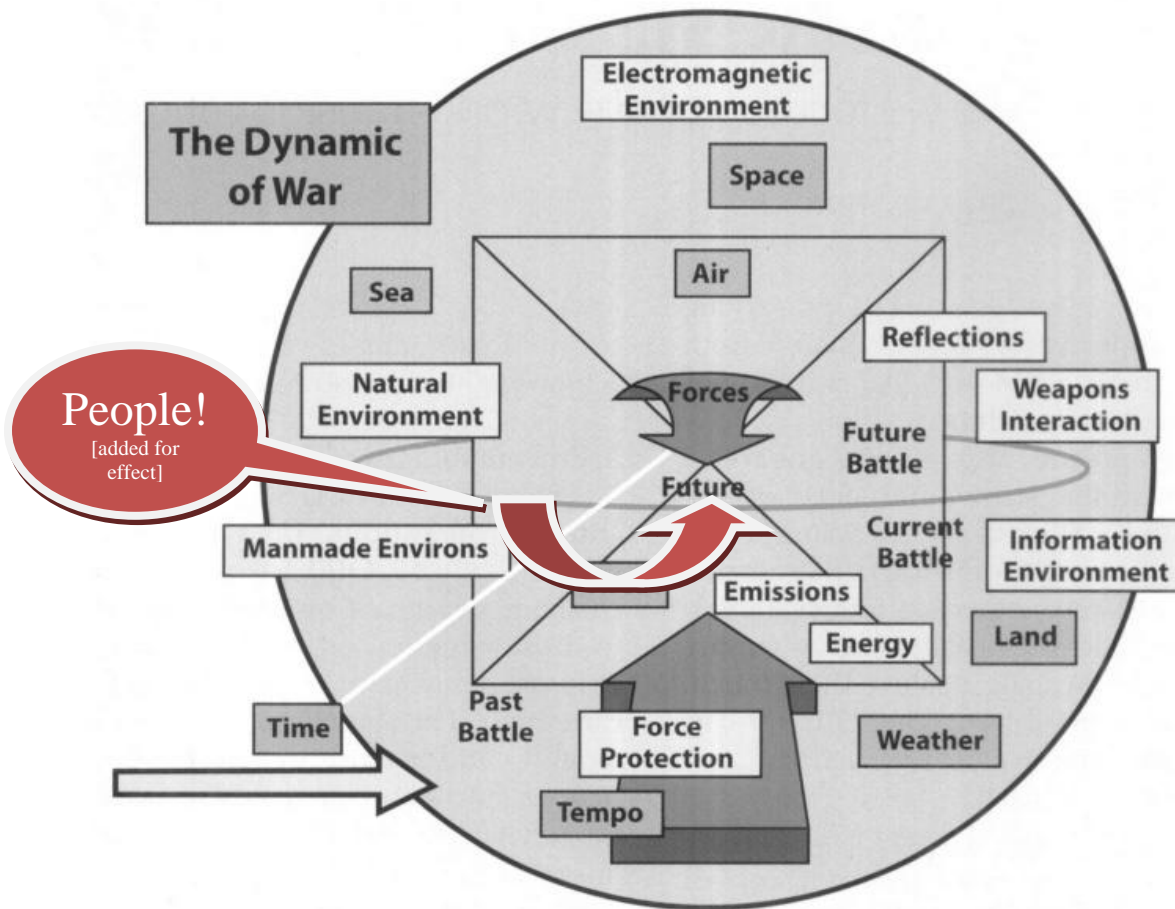 Electromagnetic
Environment
The Dynamic
of War
Space
Air
Sea
Reflections
Natural
Environment
Forces
Weapons
Interaction
People!
[added for
effect]
Future
Battle
Future
Manmade Environs
Current
Battle
Information
Environment
Emissions
Energy
Land
Past
Battle
Time
Force
Protection
Weather
Tempo